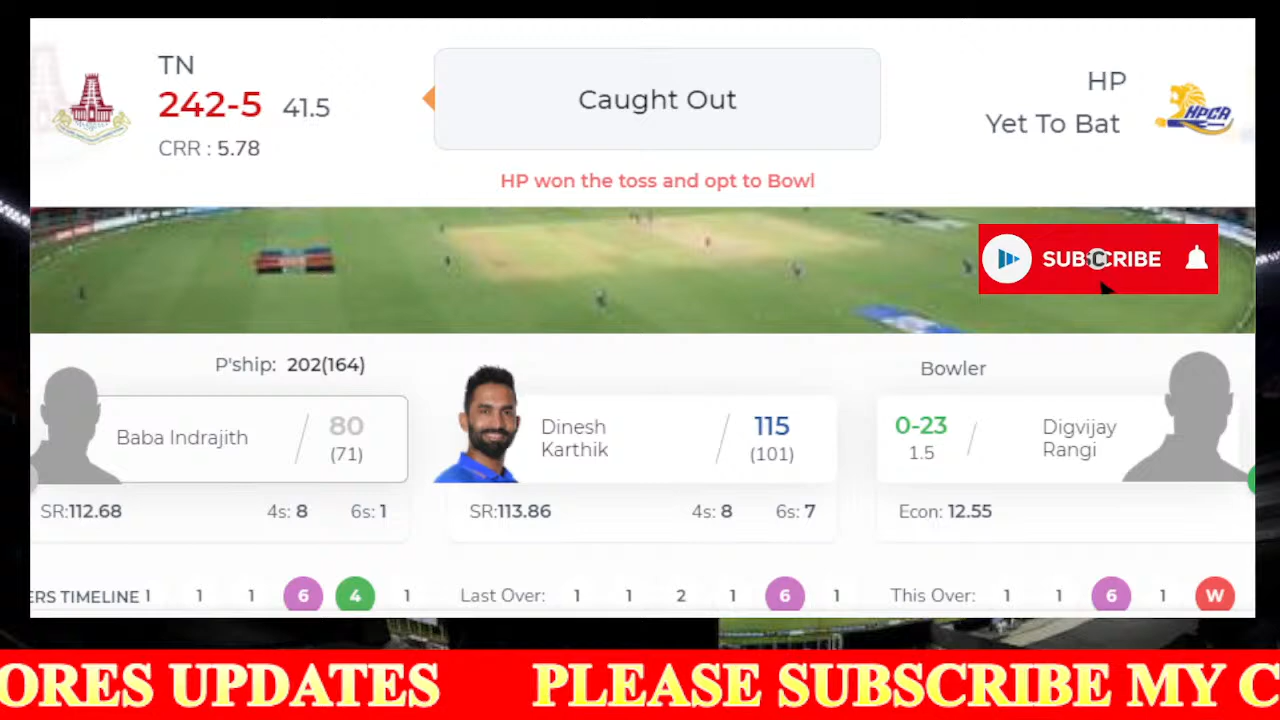 TN
242-5 41.5
CRR : 5.78
Caught Out
HP
Yet To Bat
HPCA
HP won the toss and opt to Bowl
SUBSCRIBE
P'ship: 202(164)
Bowler
Baba Indrajith
80
(71)
Dinesh
Karthik
115
(101)
0-23
1.5
Digvijay
Rangi
SR:112.68 4s: 8 6s: 1
SR:113.86 4s: 8 6s: 7
Econ: 12.55
ERS TIMELINE 1 1 1 6 4 1 Last Over: 1 1 2 1 6 1 This Over: 1 1 6 1 W
ORES UPDATES PLEASE SUBSCRIBE MY C